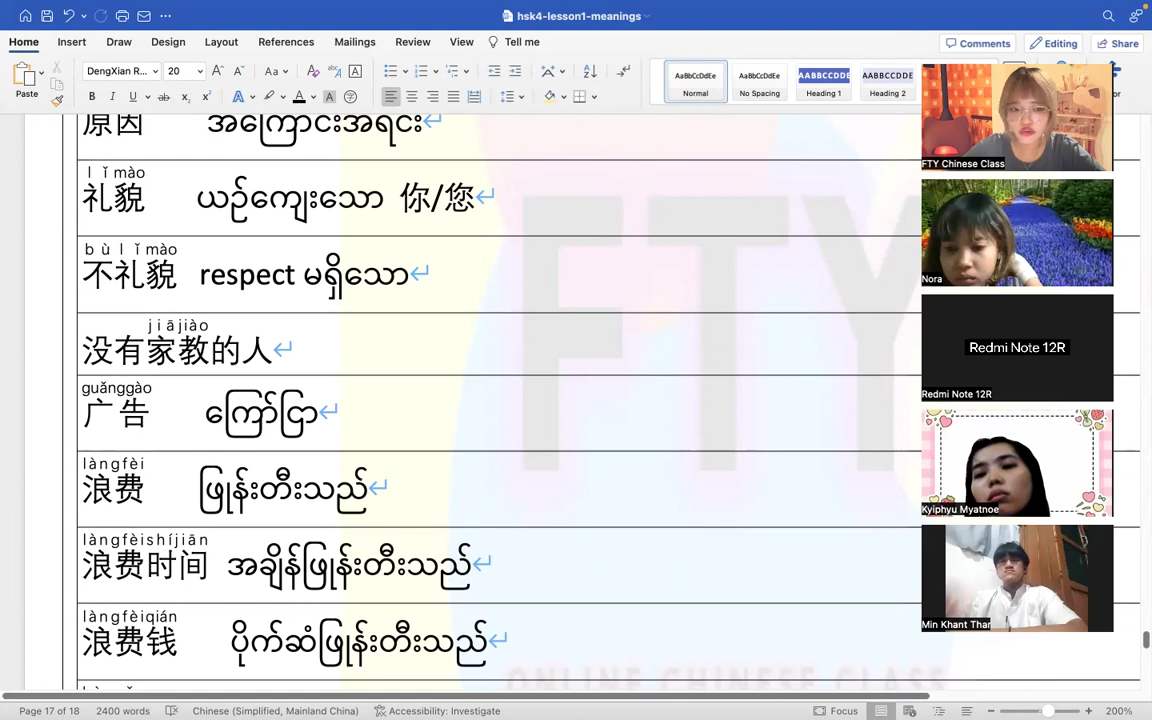 hsk4-lesson1-meanings
Home Insert Draw Design Layout References Mailings Review View Tell me
Comments Editing Share
Paste
DengXian R... 20
AaBbCcDdEe Normal
AaBbCcDdEe No Spacing
AABBCCDDE Heading 1
AABBCCDDE Heading 2
原因 အကြောင်းအရင်း
lǐmào
礼貌 ယဉ်ကျေးသော 你/您
bùlǐmào
不礼貌 respect မရှိသော
jiājiào
没有家教的人
guǎnggào
广告 ကြော်ငြာ
làngfèi
浪费 ဖြုန်းတီးသည်
làngfèishíjiān
浪费时间 အချိန်ဖြုန်းတီးသည်
làngfèiqián
浪费钱 ပိုက်ဆံဖြုန်းတီးသည်
FTY
ONLINE CHINESE CLASS
FTY Chinese Class
Nora
Redmi Note 12R
Redmi Note 12R
Kyiphyu Myatnoe
Min Khant Thar
Page 17 of 18 2400 words Chinese (Simplified, Mainland China) Accessibility: Investigate Focus 200%